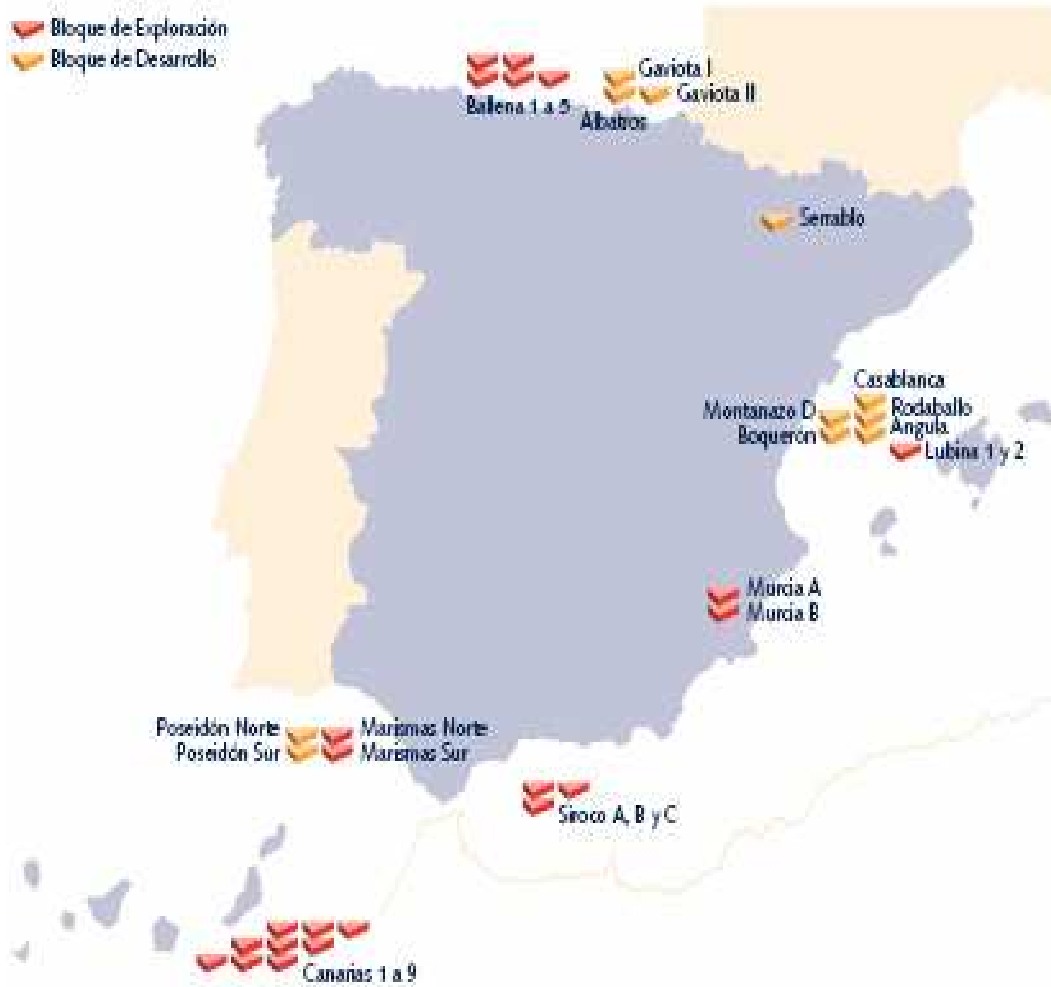 Bloque de Exploración
Bloque de Desarrollo
Ballena 1 a 5
Gaviota I
Gaviota II
Albatros
Serrablo
Casablanca
Montanazo D
Rodaballo
Boquerón
Angula
Lubina 1 y 2
Murcia A
Murcia B
Poseidón Norte
Marismas Norte
Poseidón Sur
Marismas Sur
Siroco A, B y C
Canarias 1 a 9